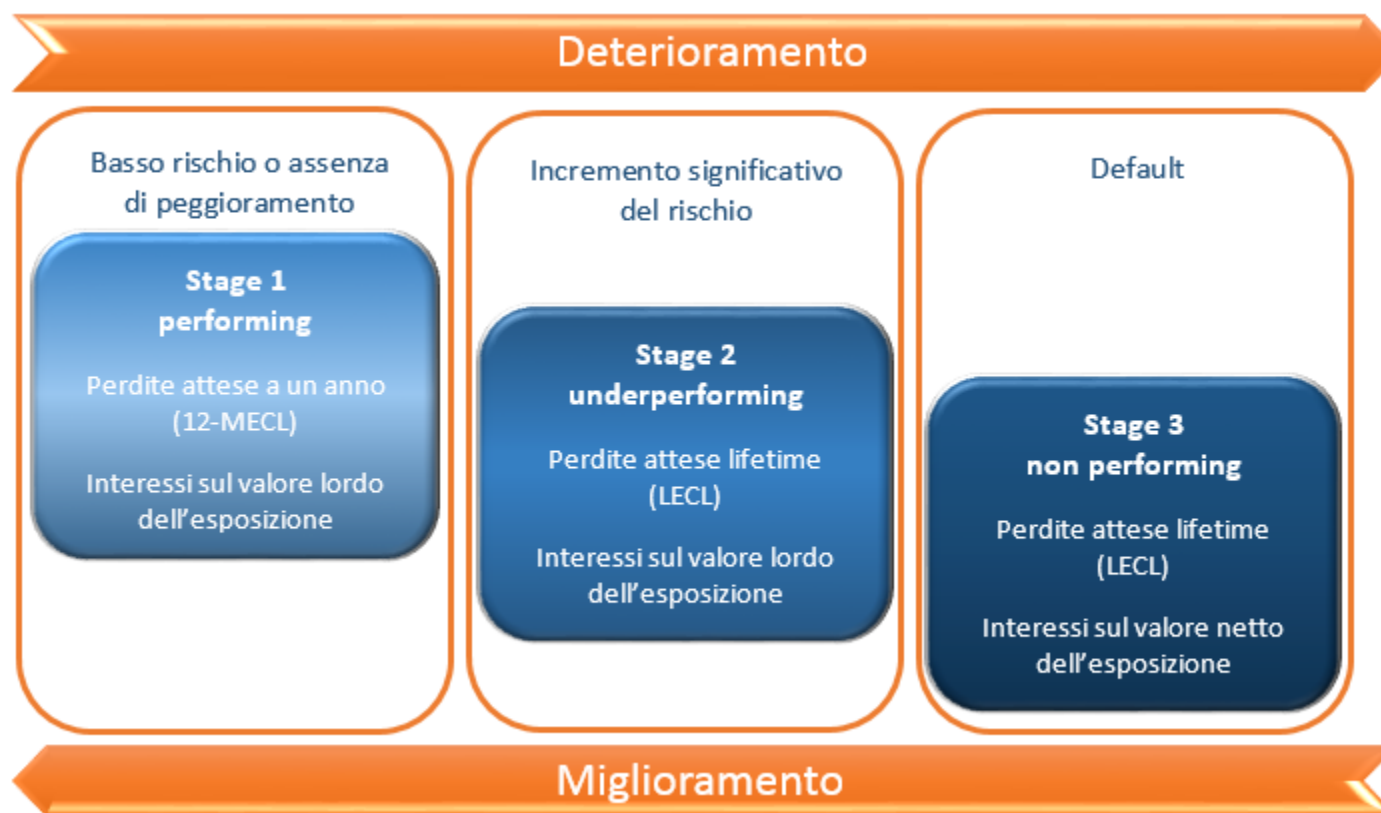 Deterioramento
Basso rischio o assenza
di peggioramento
Stage 1
performing
Perdite attese a un anno
(12-MECL)
Interessi sul valore lordo
dell'esposizione
Incremento significativo
del rischio
Stage 2
underperforming
Perdite attese lifetime
(LECL)
Interessi sul valore lordo
dell'esposizione
Default
Stage 3
non performing
Perdite attese lifetime
(LECL)
Interessi sul valore netto
dell'esposizione
Miglioramento